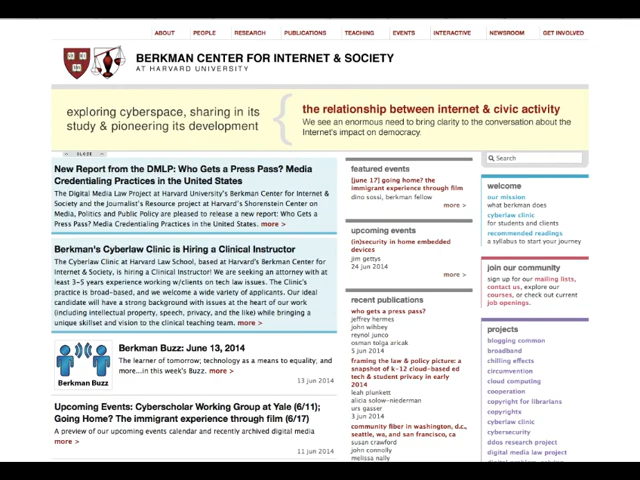 ABOUT PEOPLE RESEARCH PUBLICATIONS TEACHING EVENTS INTERACTIVE NEWSROOM GET INVOLVED
BERKMAN CENTER FOR INTERNET & SOCIETY
AT HARVARD UNIVERSITY
exploring cyberspace, sharing in its
study & pioneering its development
the relationship between internet & civic activity
We see an enormous need to bring clarity to the conversation about the
Internet's impact on democracy.
CLOSE
New Report from the DMLP: Who Gets a Press Pass? Media
Credentialing Practices in the United States
The Digital Media Law Project at Harvard University's Berkman Center for Internet &
Society and the Journalist's Resource project at Harvard's Shorenstein Center on
Media, Politics and Public Policy are pleased to release a new report: Who Gets a
Press Pass? Media Credentialing Practices in the United States. more >
Berkman's Cyberlaw Clinic is Hiring a Clinical Instructor
The Cyberlaw Clinic at Harvard Law School, based at Harvard's Berkman Center for
Internet & Society, is hiring a Clinical Instructor! We are seeking an attorney with at
least 3-5 years experience working w/clients on tech law issues. The Clinic's
practice is broad-based, and we welcome a wide variety of applicants. Our ideal
candidate will have a strong background with issues at the heart of our work
(including intellectual property, speech, privacy, and the like) while bringing a
unique skillset and vision to the clinical teaching team. more >
Berkman Buzz
Berkman Buzz: June 13, 2014
The learner of tomorrow; technology as a means to equality, and
more...in this week's Buzz. more >
13 jun 2014
Upcoming Events: Cyberscholar Working Group at Yale (6/11);
Going Home? The immigrant experience through film (6/17)
A preview of our upcoming events calendar and recently archived digital media
more >
11 jun 2014
featured events
[june 17] going home? the
immigrant experience through film
dino sossi, berkman fellow
more >
upcoming events
(in)security in home embedded
devices
jim gettys
24 jun 2014
more >
recent publications
who gets a press pass?
jeffrey hermes
john wihbey
reynol junco
osman tolga aricak
5 jun 2014
framing the law & policy picture: a
snapshot of k-12 cloud-based ed
tech & student privacy in early
2014
leah plunkett
alicia solow-niederman
urs gasser
3 jun 2014
community fiber in washington, d.c.,
seattle, wa, and san francisco, ca
susan crawford
john connolly
melissa nally
Search
welcome
our mission
what berkman does
cyberlaw clinic
for students and clients
recommended readings
a syllabus to start your journey
join our community
sign up for our mailing lists,
contact us, explore our
courses, or check out current
job openings.
projects
blogging common
broadband
chilling effects
circumvention
cloud computing
cooperation
copyright for librarians
copyrights
cyberlaw clinic
cybersecurity
ddos research project
digital media law project